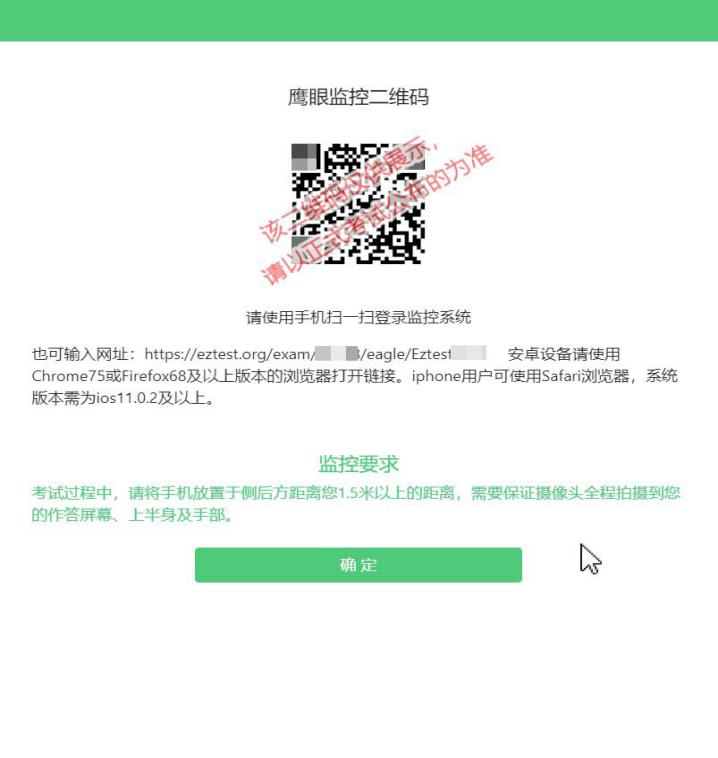 鹰眼监控二维码
该二维码仅供展示，
请以正式考试公布的为准
请使用手机扫一扫登录监控系统
也可输入网址：https://eztest.org/exam/ /eagle/Eztest 安卓设备请使用
Chrome75或Firefox68及以上版本的浏览器打开链接。iphone用户可使用Safari浏览器，系统
版本需为ios11.0.2及以上。
监控要求
考试过程中，请将手机放置于侧后方距离您1.5米以上的距离，需要保证摄像头全程拍摄到您
的作答屏幕、上半身及手部。
确 定